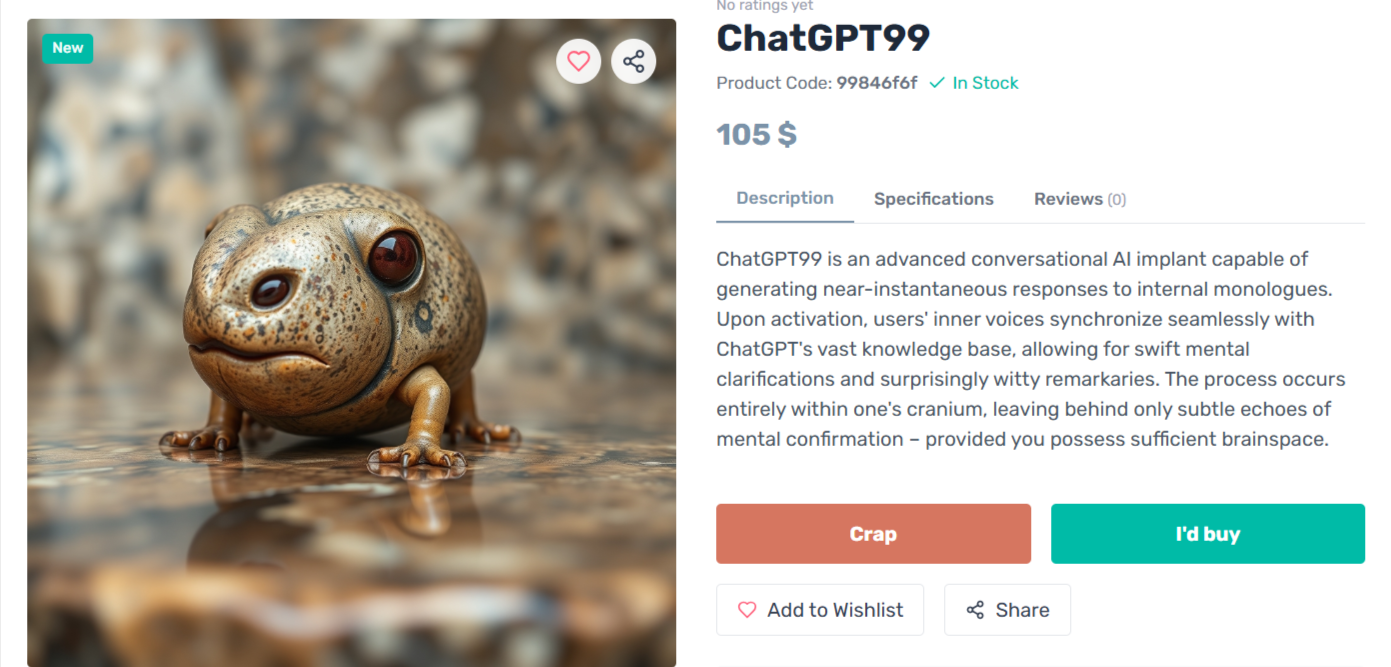 No ratings yet
New
ChatGPT99
Product Code: 99846f6f ✓ In Stock
105 $
Description Specifications Reviews (0)
ChatGPT99 is an advanced conversational AI implant capable of
generating near-instantaneous responses to internal monologues.
Upon activation, users' inner voices synchronize seamlessly with
ChatGPT's vast knowledge base, allowing for swift mental
clarifications and surprisingly witty remarkaries. The process occurs
entirely within one's cranium, leaving behind only subtle echoes of
mental confirmation – provided you possess sufficient brainspace.
Crap I'd buy
Add to Wishlist Share